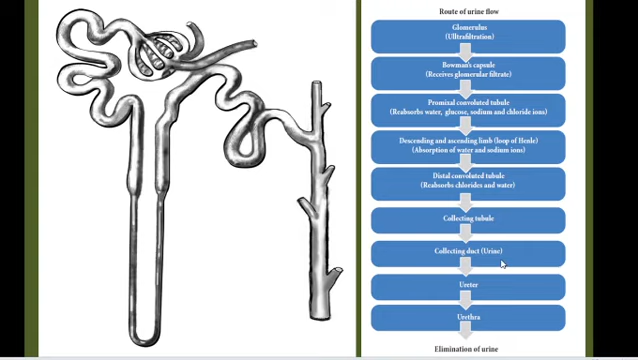 Route of urine flow
Glomerulus
(Ulltrafiltration)
Bowman's capsule
(Receives glomerular filtrate)
Promixal convoluted tubule
(Reabsorbs water, glucose, sodium and chloride ions)
Descending and ascending limb (loop of Henle)
(Absorption of water and sodium ions)
Distal convoluted tubule
(Reabsorbs chlorides and water)
Collecting tubule
Collecting duct (Urine)
Ureter
Urethra
Elimination of urine